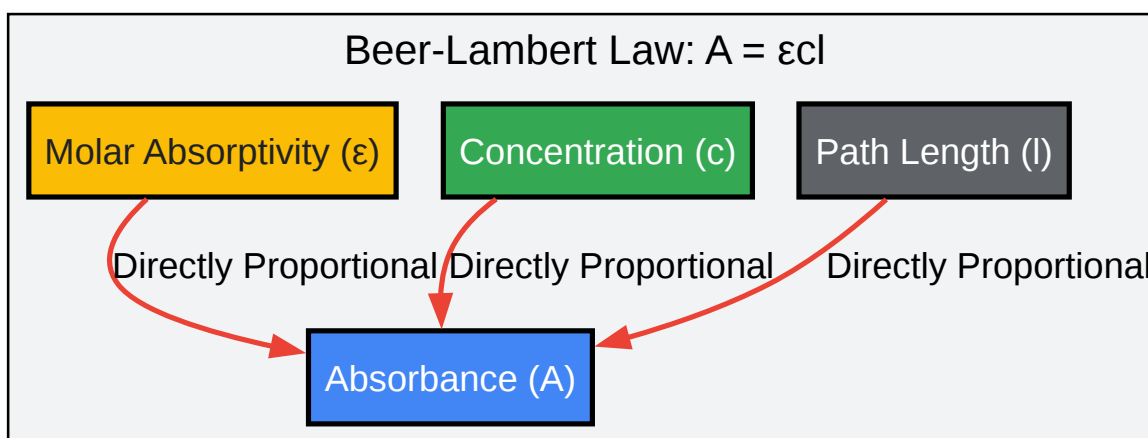 Beer-Lambert Law: A = εcl
Molar Absorptivity (ε)
Concentration (c)
Path Length (l)
Directly Proportional
Directly Proportional
Directly Proportional
Absorbance (A)